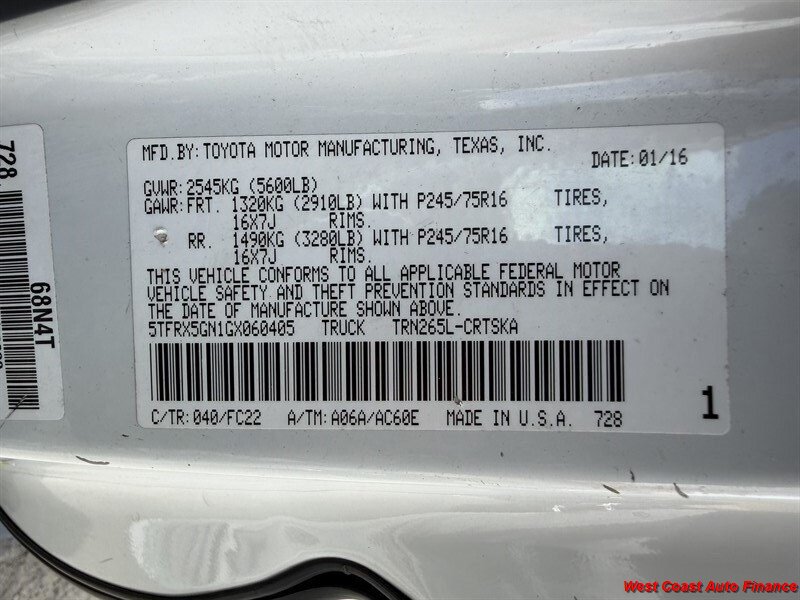 MFD.BY:TOYOTA MOTOR MANUFACTURING, TEXAS, INC.
DATE:01/16
GVWR:2545KG (5600LB)
GAWR:FRT. 1320KG (2910LB) WITH P245/75R16 TIRES,
16X7J RIMS.
RR. 1490KG (3280LB) WITH P245/75R16 TIRES,
16X7J RIMS.
THIS VEHICLE CONFORMS TO ALL APPLICABLE FEDERAL MOTOR
VEHICLE SAFETY AND THEFT PREVENTION STANDARDS IN EFFECT ON
THE DATE OF MANUFACTURE SHOWN ABOVE.
5TFRX5GN1GX060405 TRUCK TRN265L-CRTSKA
C/TR:040/FC22 A/TM:A06A/AC60E MADE IN U.S.A. 728
1
728
68N4T
West Coast Auto Finance